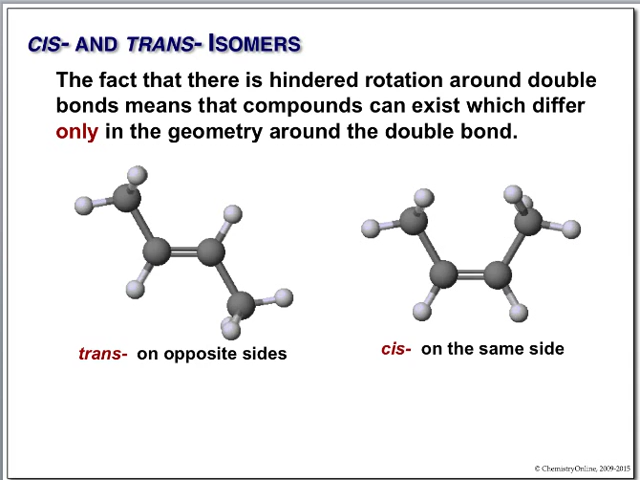 CIS- AND TRANS- ISOMERS
The fact that there is hindered rotation around double
bonds means that compounds can exist which differ
only in the geometry around the double bond.
trans- on opposite sides
cis- on the same side
© ChemistryOnline, 2009-2015